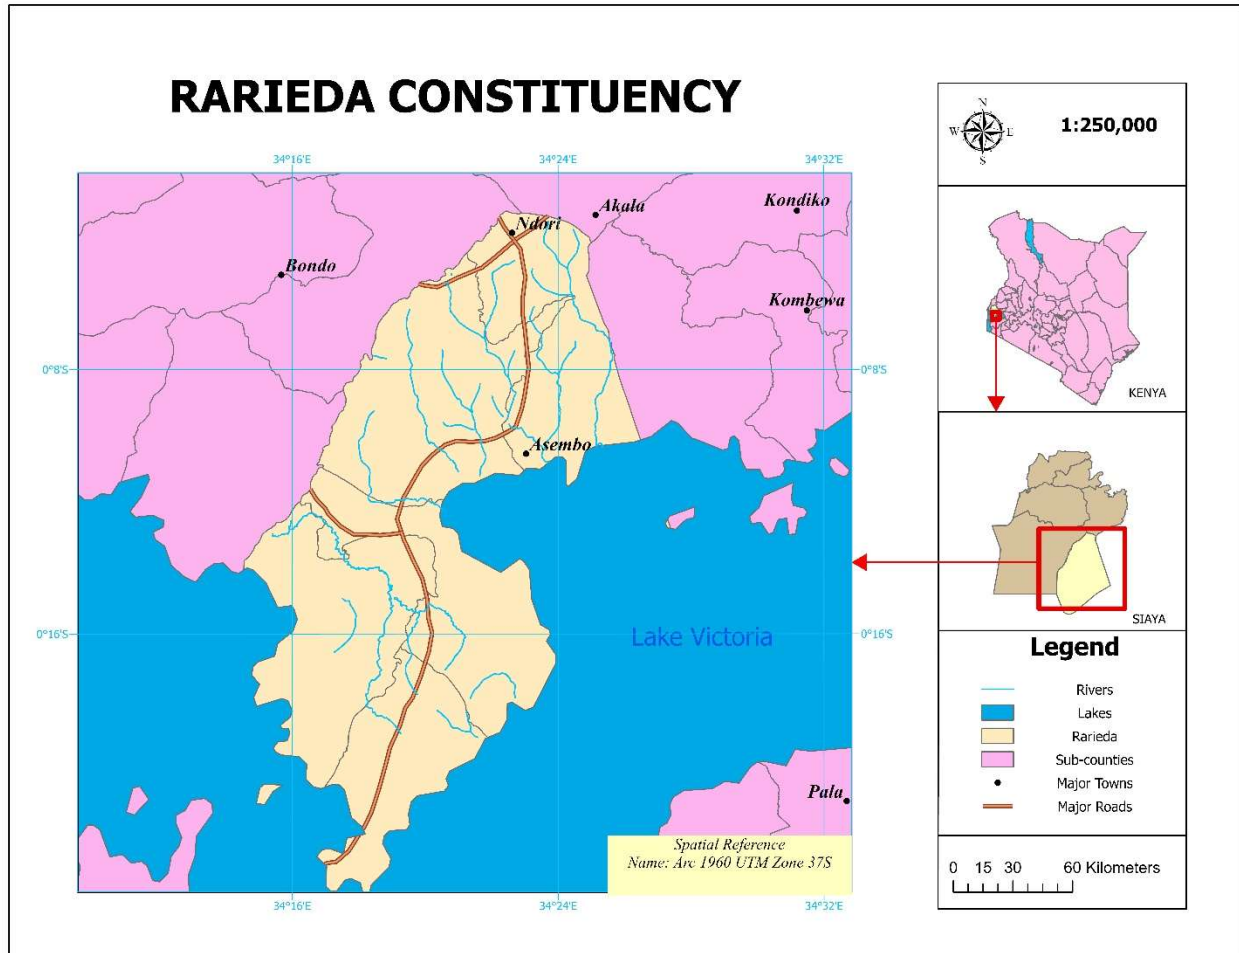 RARIEDA CONSTITUENCY
34°16'E
34°24'E
34°32'E
Akala
Kondiko
Ndori
Bondo
Kombewa
0°8'S
0°8'S
Asembo
0°16'S
Lake Victoria
0°16'S
Pala
Spatial Reference
Name: Arc 1960 UTM Zone 37S
34°16'E
34°24'E
34°32'E
N
W
E
S
1:250,000
KENYA
SIAYA
Legend
Rivers
Lakes
Rarieda
Sub-counties
Major Towns
Major Roads
0 15 30 60 Kilometers